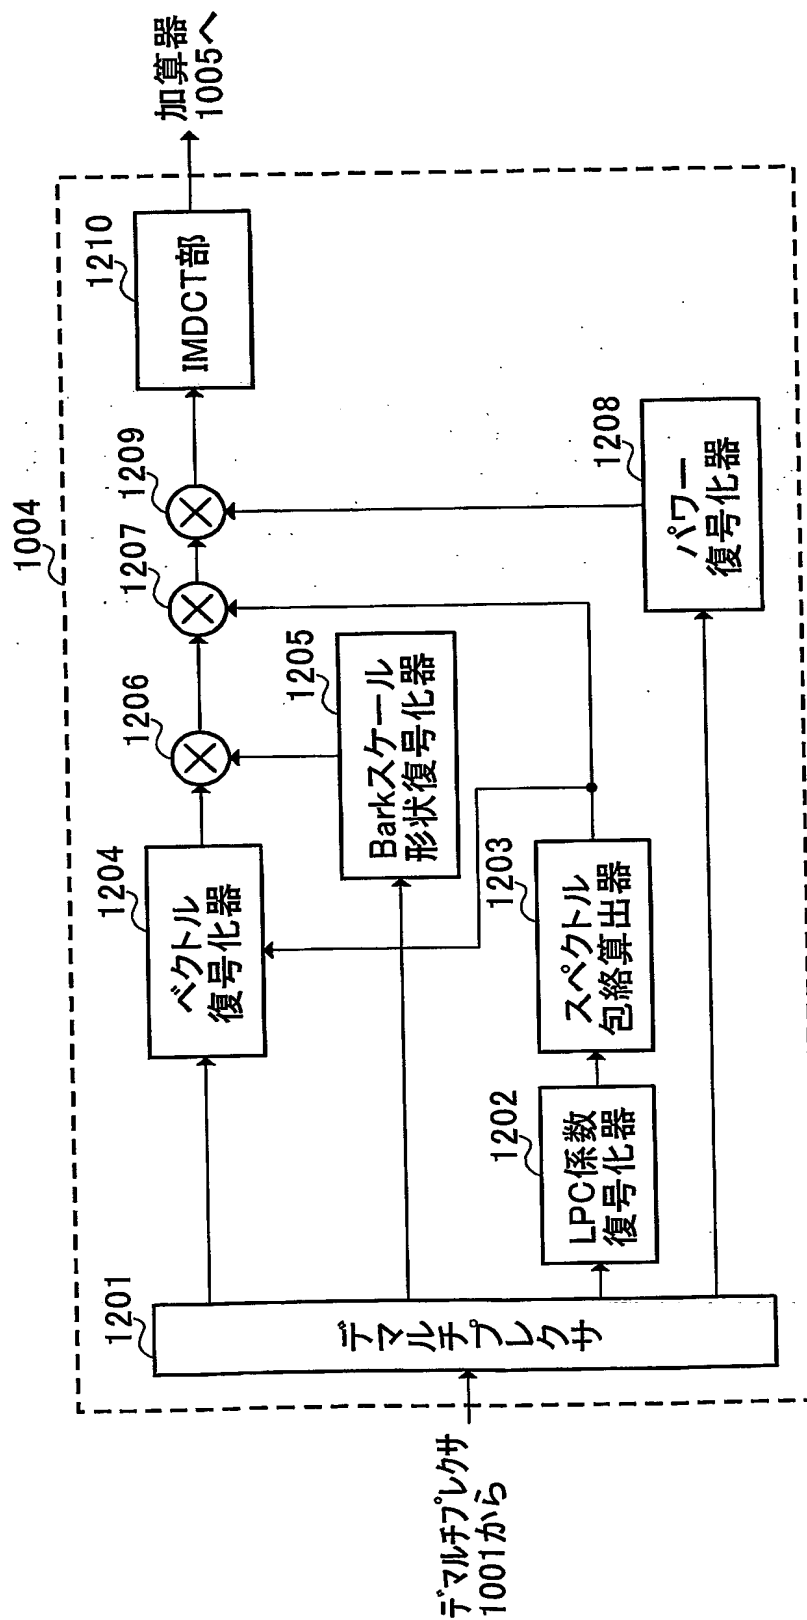 1004
デマルチプレクサ
1001から
1201
デマルチプレクサ
1204
ベクトル
復号化器
1206
1207
1209
1210
IMDCT部
加算器
1005へ
1205
Barkスケール
形状復号化器
1202
LPC係数
復号化器
1203
スペクトル
包絡算出器
1208
パワー
復号化器